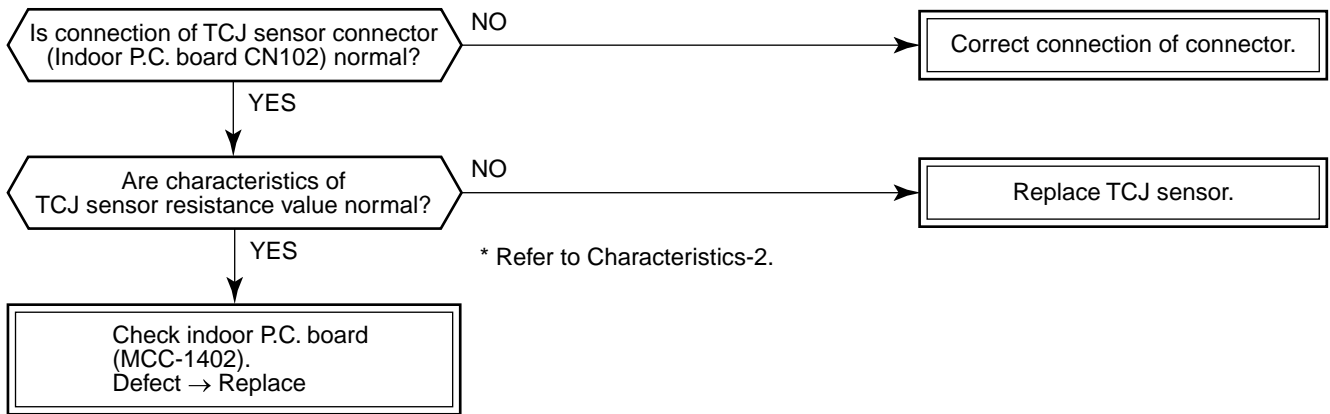 Is connection of TCJ sensor connector
(Indoor P.C. board CN102) normal?
NO
Correct connection of connector.
YES
Are characteristics of
TCJ sensor resistance value normal?
NO
Replace TCJ sensor.
YES
* Refer to Characteristics-2.
Check indoor P.C. board
(MCC-1402).
Defect → Replace